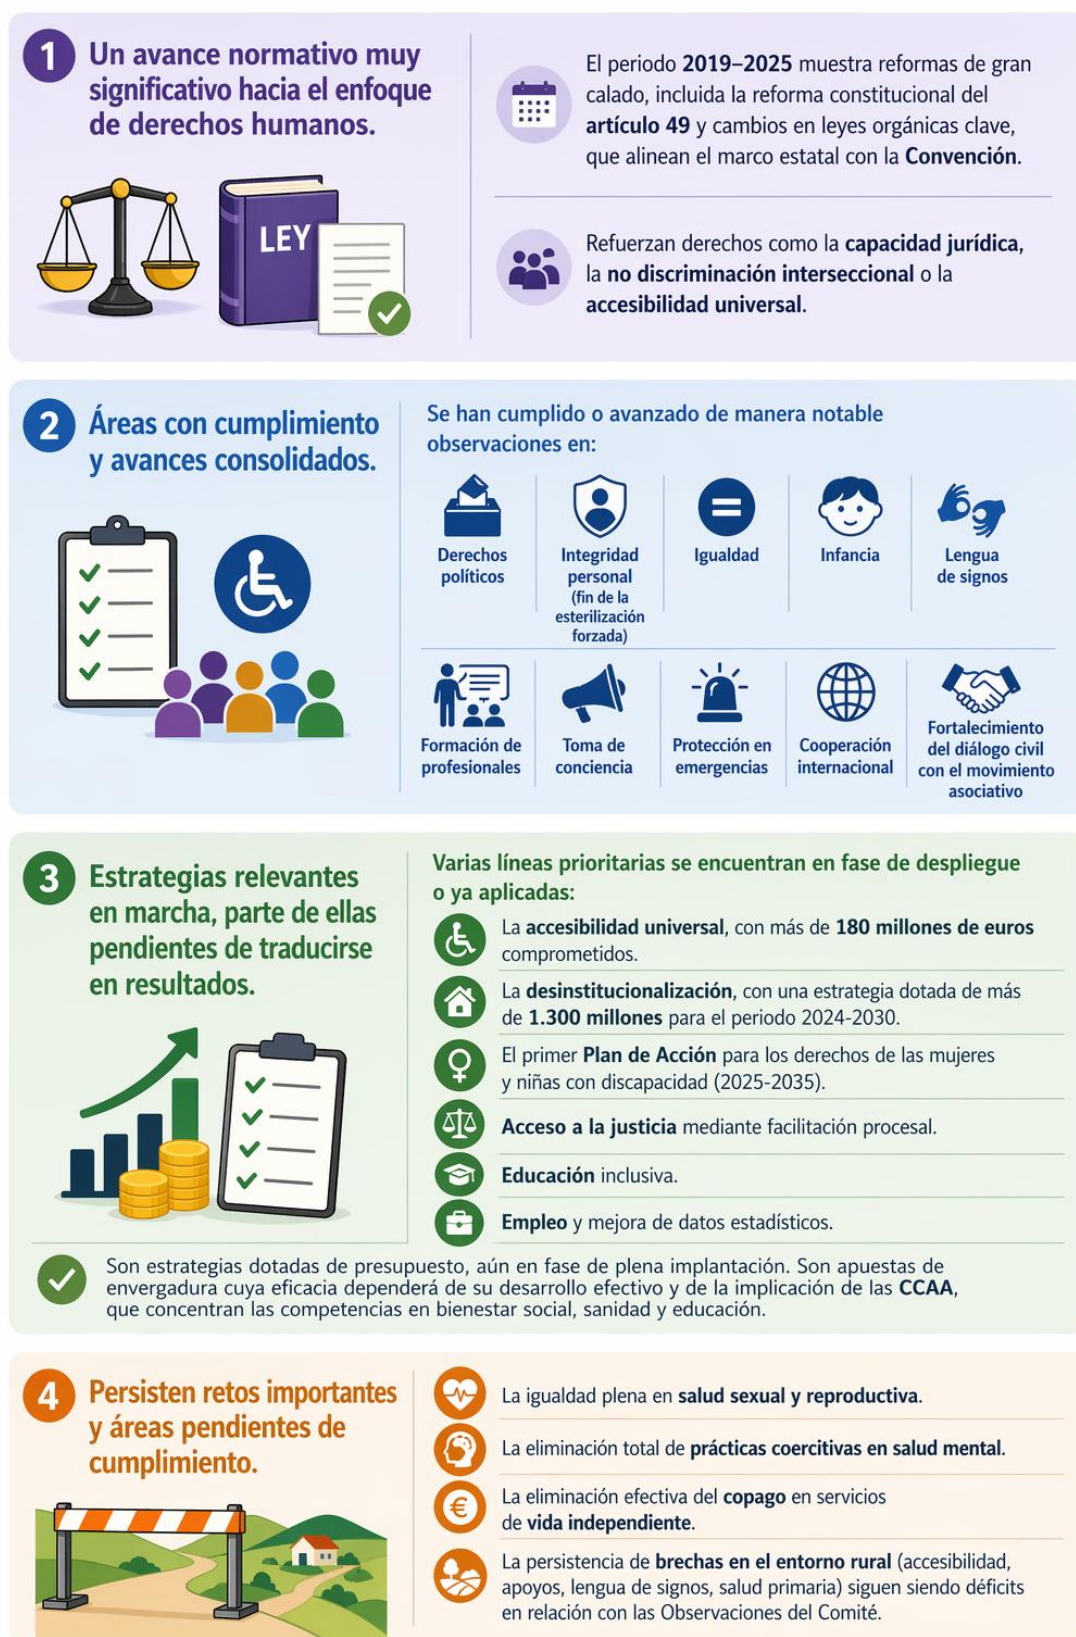 1
Un avance normativo muy
significativo hacia el enfoque
de derechos humanos.
LEY
El periodo 2019–2025 muestra reformas de gran
calado, incluida la reforma constitucional del
artículo 49 y cambios en leyes orgánicas clave,
que alinean el marco estatal con la Convención.
Refuerzan derechos como la capacidad jurídica,
la no discriminación interseccional o la
accesibilidad universal.
2
Áreas con cumplimiento
y avances consolidados.
Se han cumplido o avanzado de manera notable
observaciones en:
Derechos
políticos
Integridad
personal
(fin de la
esterilización
forzada)
Igualdad
Infancia
Lengua
de signos
Formación de
profesionales
Toma de
conciencia
Protección en
emergencias
Cooperación
internacional
Fortalecimiento
del diálogo civil
con el movimiento
asociativo
3
Estrategias relevantes
en marcha, parte de ellas
pendientes de traducirse
en resultados.
Varias líneas prioritarias se encuentran en fase de despliegue
o ya aplicadas:
La accesibilidad universal, con más de 180 millones de euros
comprometidos.
La desinstitucionalización, con una estrategia dotada de más
de 1.300 millones para el periodo 2024-2030.
El primer Plan de Acción para los derechos de las mujeres
y niñas con discapacidad (2025-2035).
Acceso a la justicia mediante facilitación procesal.
Educación inclusiva.
Empleo y mejora de datos estadísticos.
Son estrategias dotadas de presupuesto, aún en fase de plena implantación. Son apuestas de
envergadura cuya eficacia dependerá de su desarrollo efectivo y de la implicación de las CCAA,
que concentran las competencias en bienestar social, sanidad y educación.
4
Persisten retos importantes
y áreas pendientes de
cumplimiento.
La igualdad plena en salud sexual y reproductiva.
La eliminación total de prácticas coercitivas en salud mental.
€
La eliminación efectiva del copago en servicios
de vida independiente.
La persistencia de brechas en el entorno rural (accesibilidad,
apoyos, lengua de signos, salud primaria) siguen siendo déficits
en relación con las Observaciones del Comité.